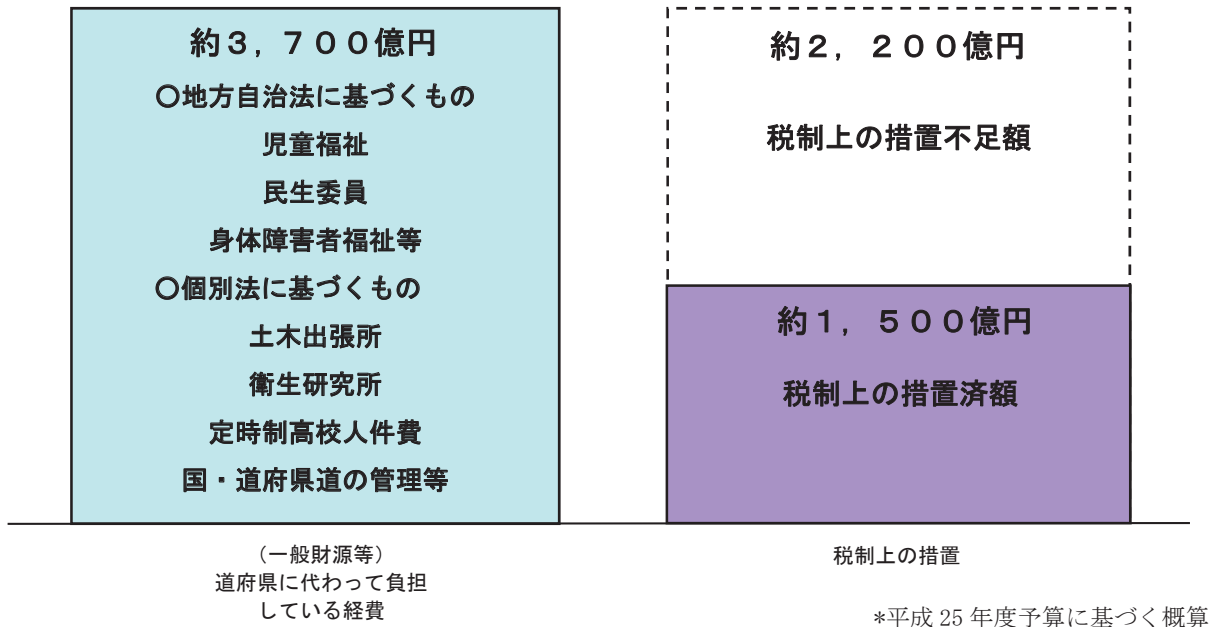 約３，７００億円
〇地方自治法に基づくもの
児童福祉
民生委員
身体障害者福祉等
〇個別法に基づくもの
土木出張所
衛生研究所
定時制高校人件費
国・道府県道の管理等
（一般財源等）
道府県に代わって負担
している経費
約２，２００億円
税制上の措置不足額
約１，５００億円
税制上の措置済額
税制上の措置
*平成 25 年度予算に基づく概算